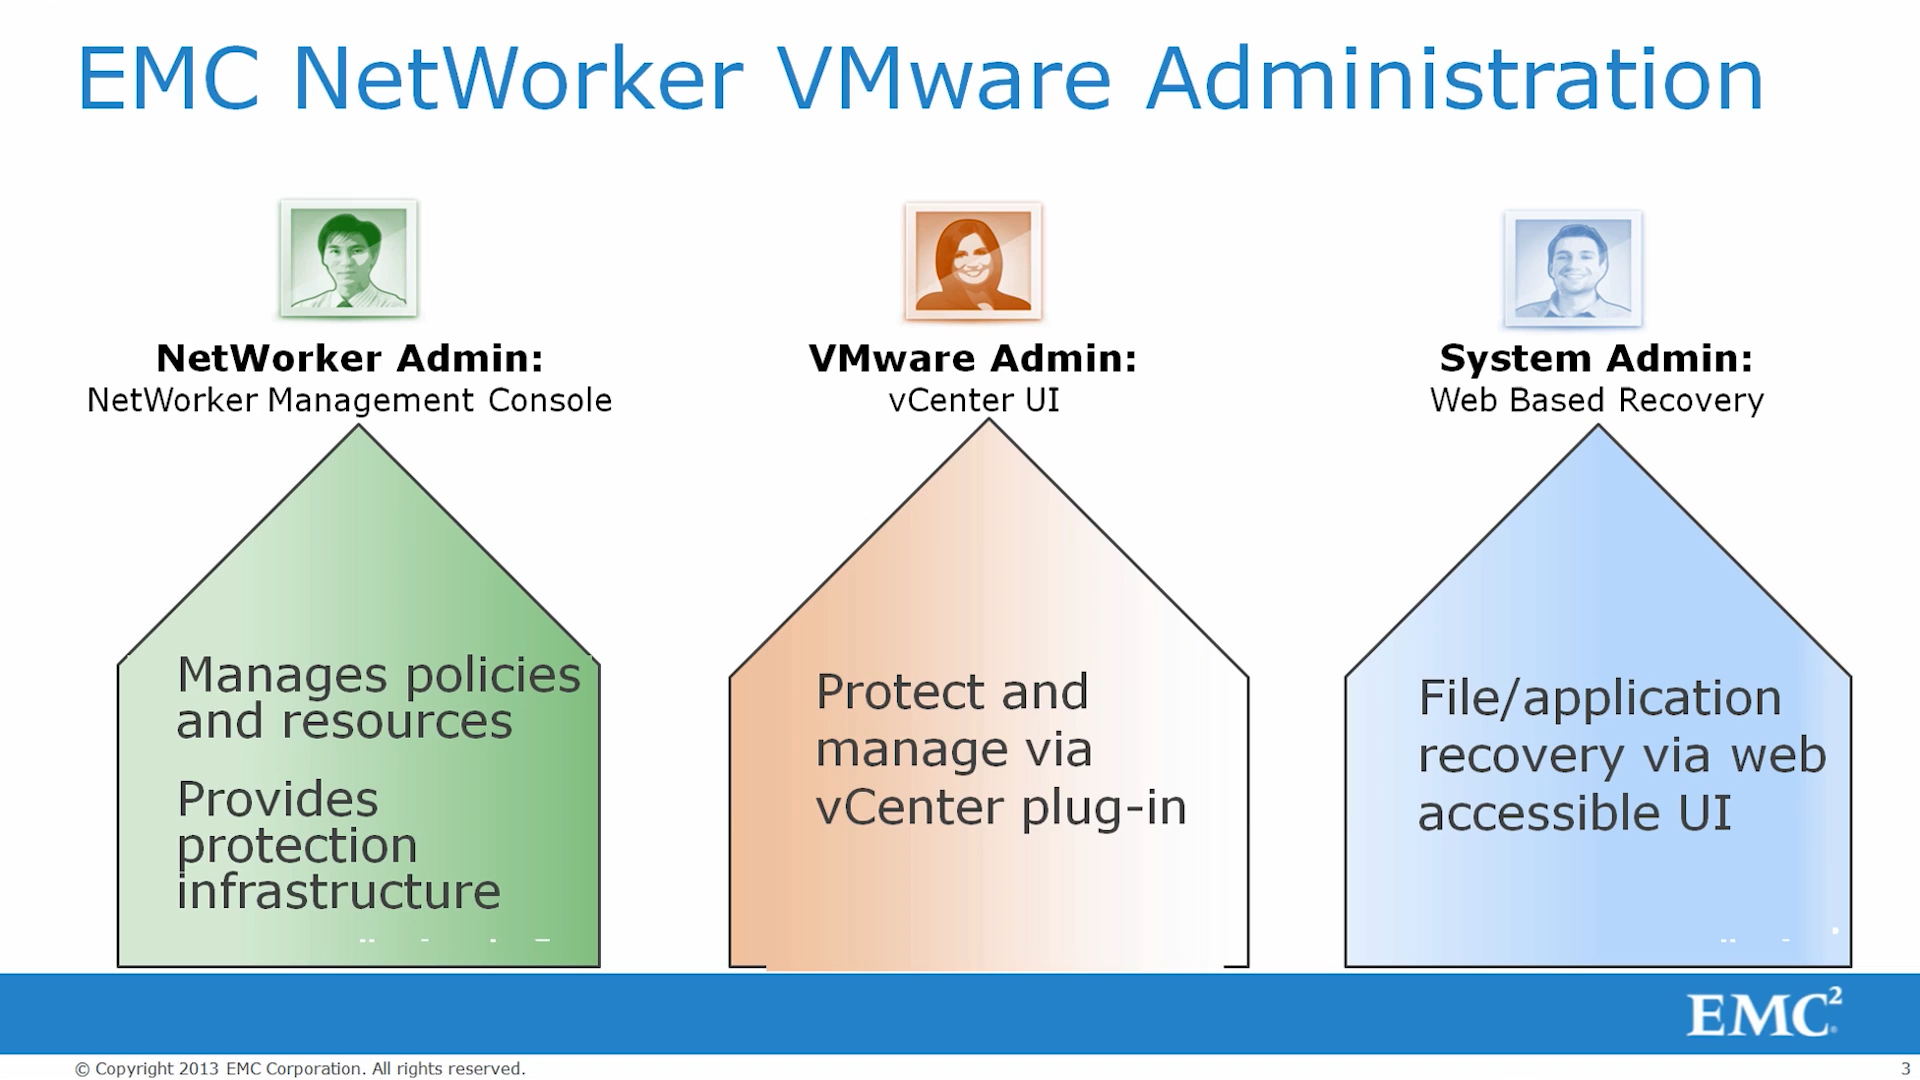 EMC NetWorker VMware Administration
NetWorker Admin:
NetWorker Management Console
Manages policies
and resources
Provides
protection
infrastructure
VMware Admin:
vCenter UI
Protect and
manage via
vCenter plug-in
System Admin:
Web Based Recovery
File/application
recovery via web
accessible UI
EMC²
© Copyright 2013 EMC Corporation. All rights reserved.
3